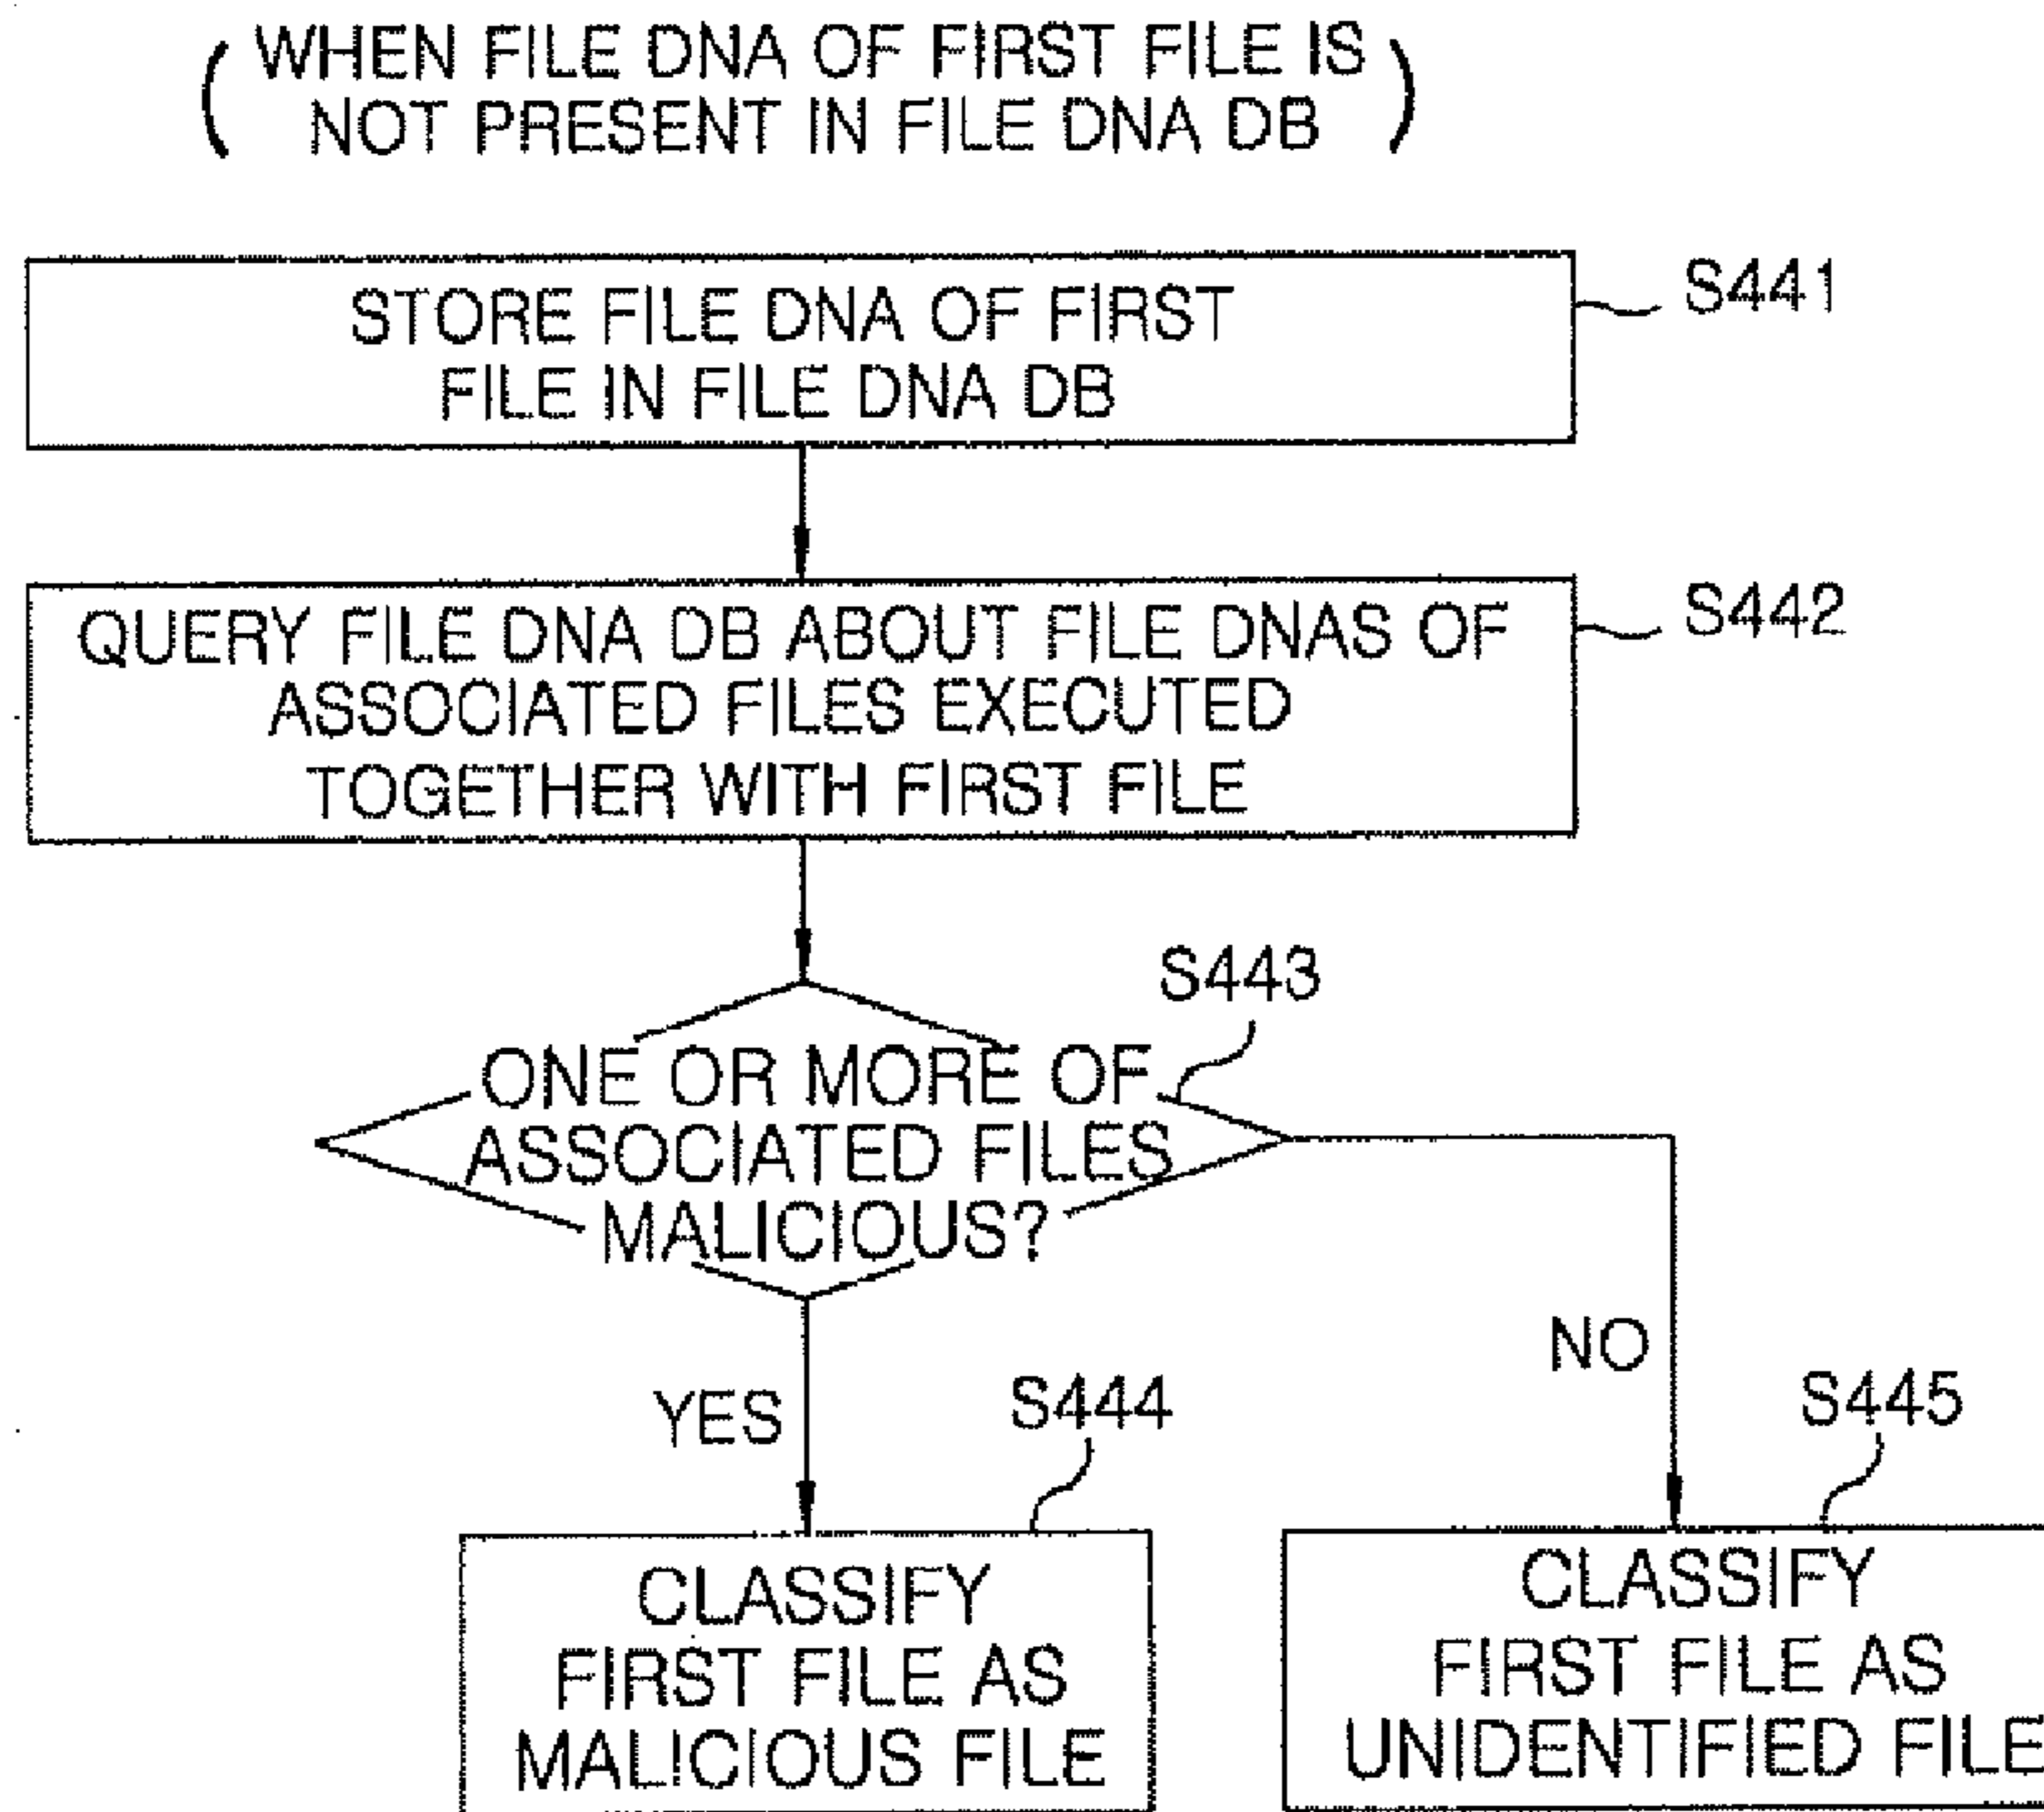 ( WHEN FILE DNA OF FIRST FILE IS
NOT PRESENT IN FILE DNA DB )
STORE FILE DNA OF FIRST
FILE IN FILE DNA DB
S441
QUERY FILE DNA DB ABOUT FILE DNAS OF
ASSOCIATED FILES EXECUTED
TOGETHER WITH FIRST FILE
S442
S443
ONE OR MORE OF
ASSOCIATED FILES
MALICIOUS?
YES
NO
S444
S445
CLASSIFY
FIRST FILE AS
MALICIOUS FILE
CLASSIFY
FIRST FILE AS
UNIDENTIFIED FILE